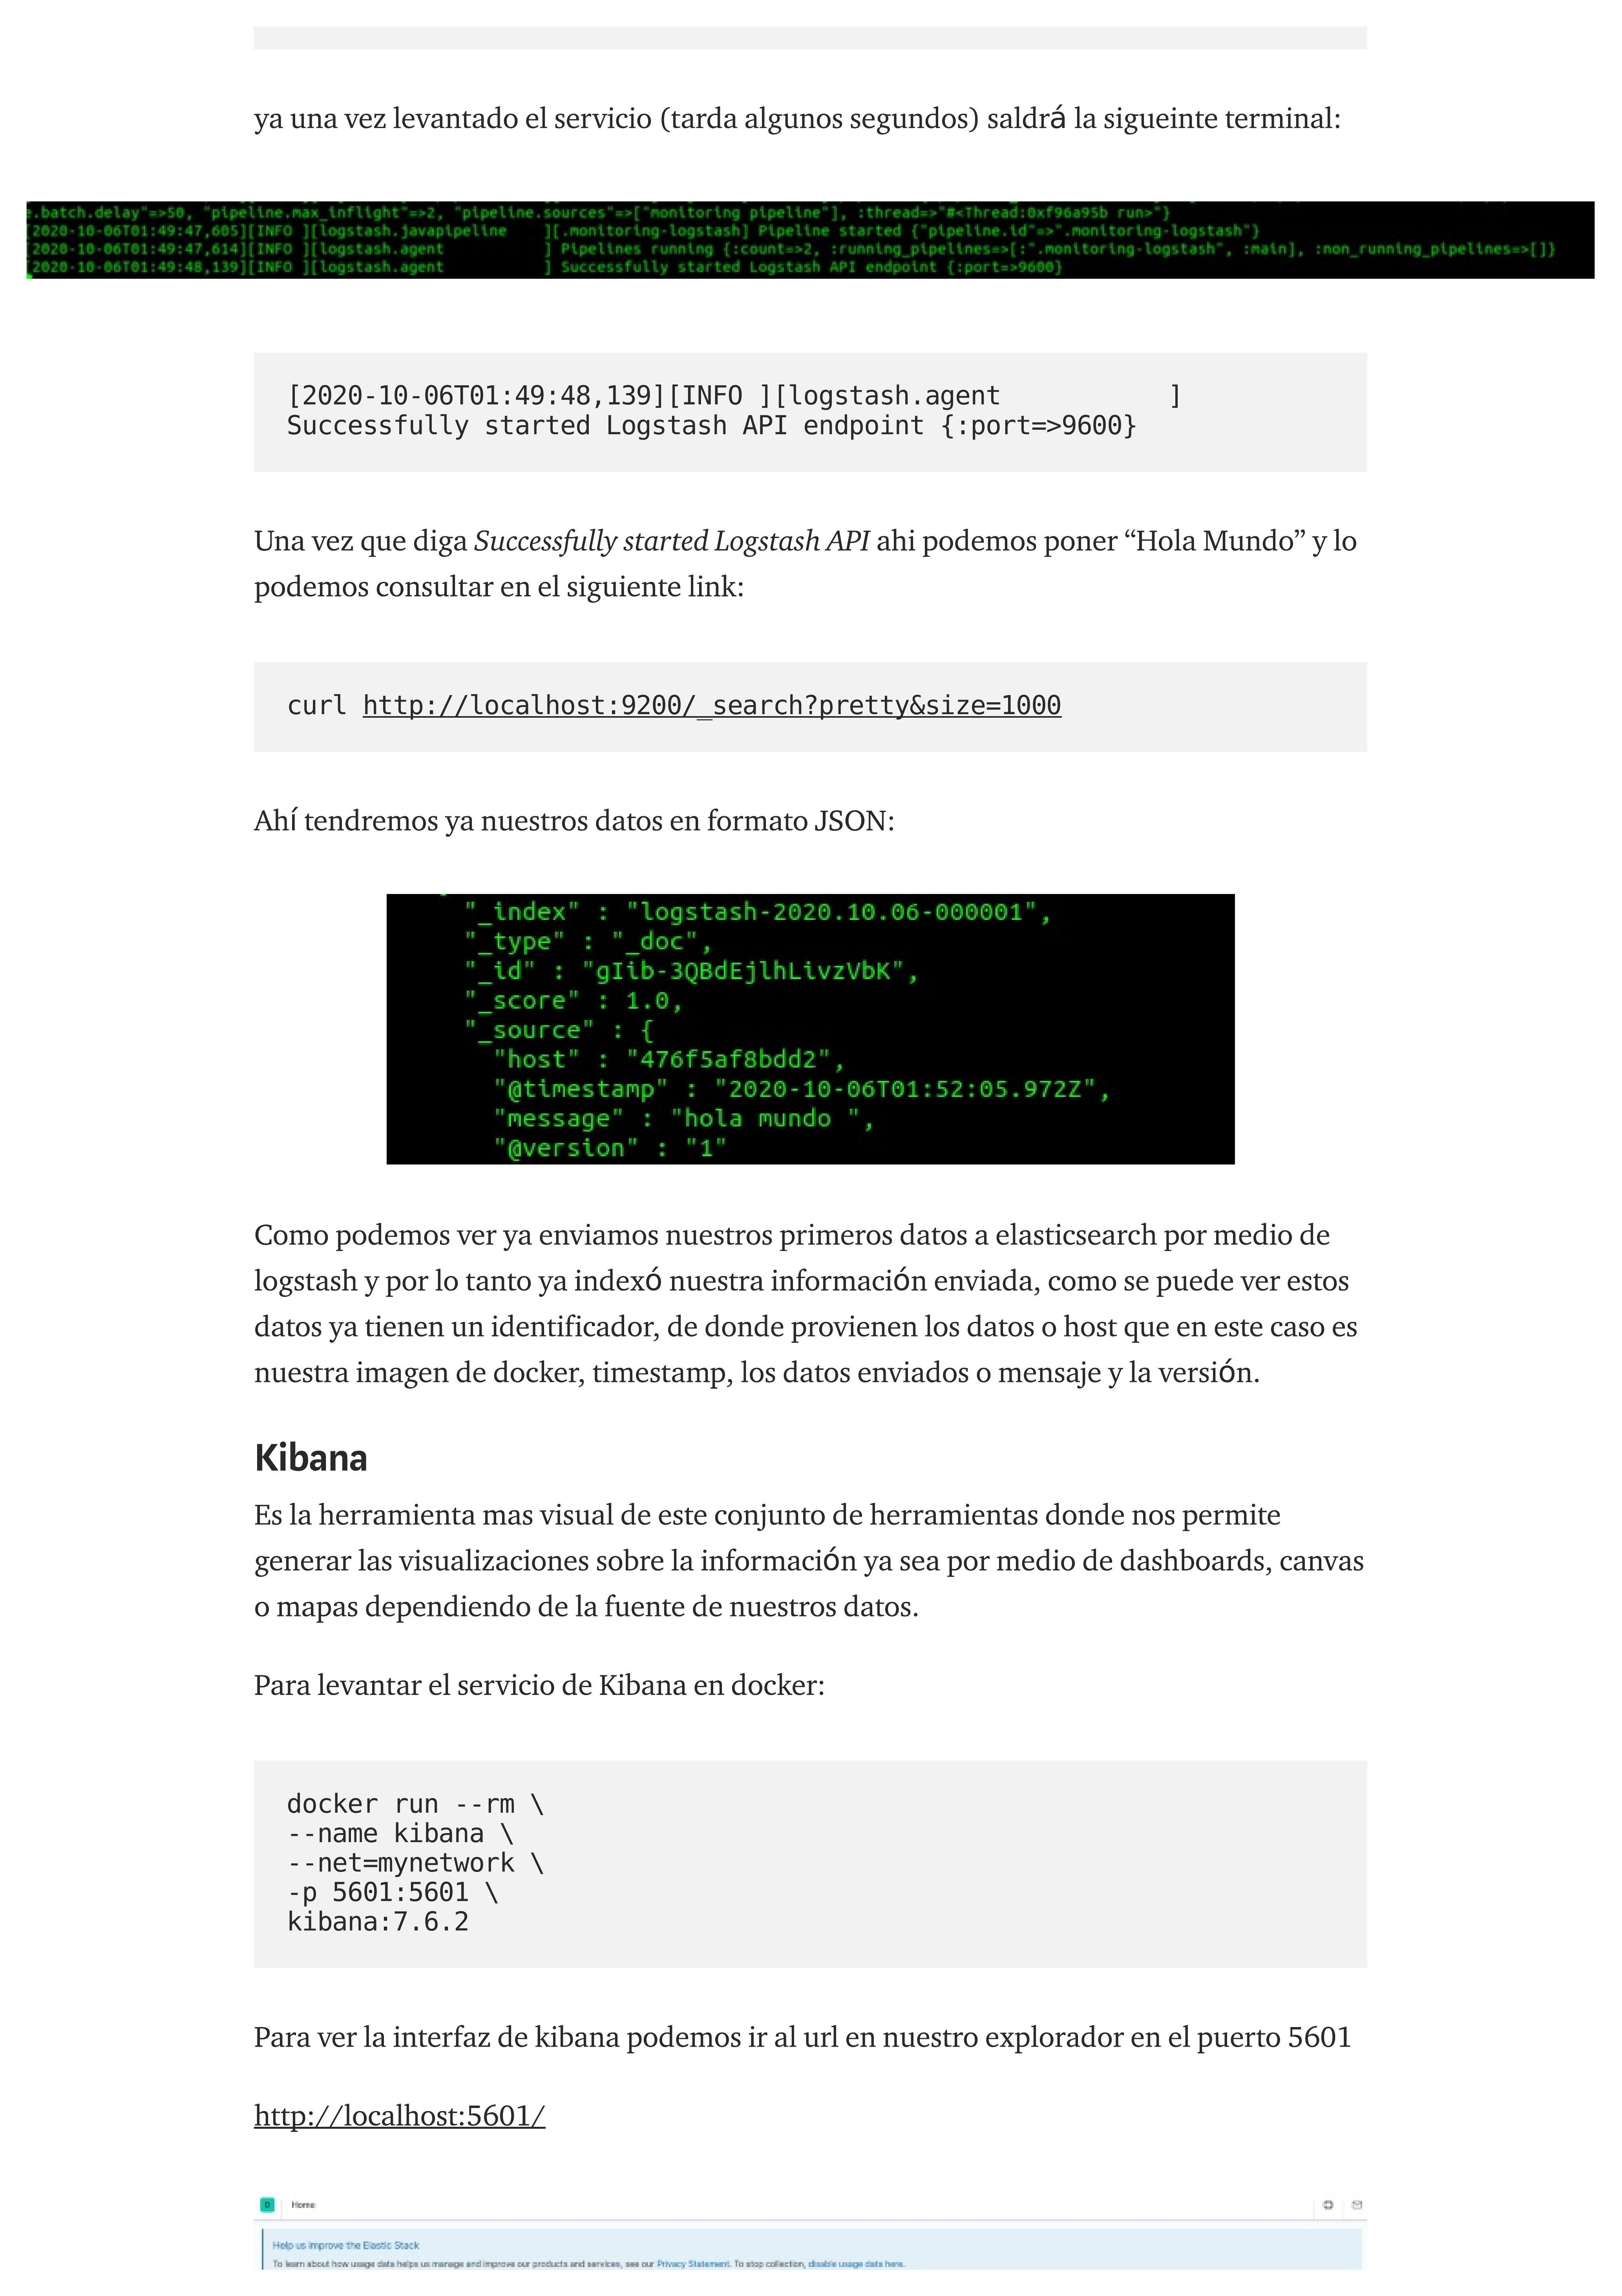 ya una vez levantado el servicio (tarda algunos segundos) saldrá la sigueinte terminal:
e.batch.delay"=>50, "pipeline.max_inflight"=>2, "pipeline.sources"=>["monitoring pipeline"], :thread=>"#<Thread:0xf96a95b run>"}
[2020-10-06T01:49:47,605][INFO ][logstash.javapipeline    ][.monitoring-logstash] Pipeline started {"pipeline.id"=>".monitoring-logstash"}
[2020-10-06T01:49:47,614][INFO ][logstash.agent           ] Pipelines running {:count=>2, :running_pipelines=>[:".monitoring-logstash", :main], :non_running_pipelines=>[]}
[2020-10-06T01:49:48,139][INFO ][logstash.agent           ] Successfully started Logstash API endpoint {:port=>9600}
[2020-10-06T01:49:48,139][INFO ][logstash.agent           ]
Successfully started Logstash API endpoint {:port=>9600}
Una vez que diga Successfully started Logstash API ahi podemos poner “Hola Mundo” y lo
podemos consultar en el siguiente link:
curl http://localhost:9200/_search?pretty&size=1000
Ahí tendremos ya nuestros datos en formato JSON:
"_index" : "logstash-2020.10.06-000001",
"_type" : "_doc",
"_id" : "gIib-3QBdEjlhLivzVbK",
"_score" : 1.0,
"_source" : {
"host" : "476f5af8bdd2",
"@timestamp" : "2020-10-06T01:52:05.972Z",
"message" : "hola mundo ",
"@version" : "1"
Como podemos ver ya enviamos nuestros primeros datos a elasticsearch por medio de
logstash y por lo tanto ya indexó nuestra información enviada, como se puede ver estos
datos ya tienen un identificador, de donde provienen los datos o host que en este caso es
nuestra imagen de docker, timestamp, los datos enviados o mensaje y la versión.
Kibana
Es la herramienta mas visual de este conjunto de herramientas donde nos permite
generar las visualizaciones sobre la información ya sea por medio de dashboards, canvas
o mapas dependiendo de la fuente de nuestros datos.
Para levantar el servicio de Kibana en docker:
docker run --rm \
--name kibana \
--net=mynetwork \
-p 5601:5601 \
kibana:7.6.2
Para ver la interfaz de kibana podemos ir al url en nuestro explorador en el puerto 5601
http://localhost:5601/
D Home
Help us improve the Elastic Stack
To learn about how usage data helps us manage and improve our products and services, see our Privacy Statement. To stop collection, disable usage data here.